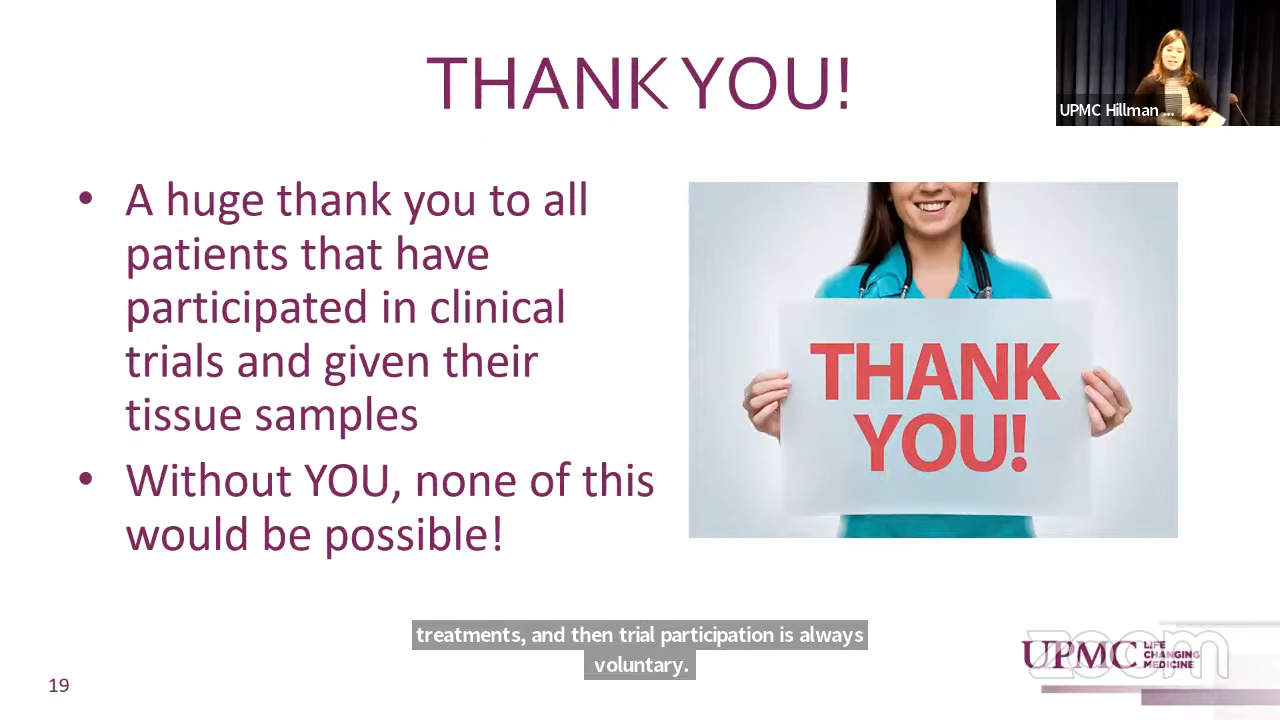 THANK YOU!
UPMC Hillman ...
• A huge thank you to all
patients that have
participated in clinical
trials and given their
tissue samples
• Without YOU, none of this
would be possible!
THANK
YOU!
treatments, and then trial participation is always
voluntary.
UPMC
LIFE
CHANGING
MEDICINE
zoom
19